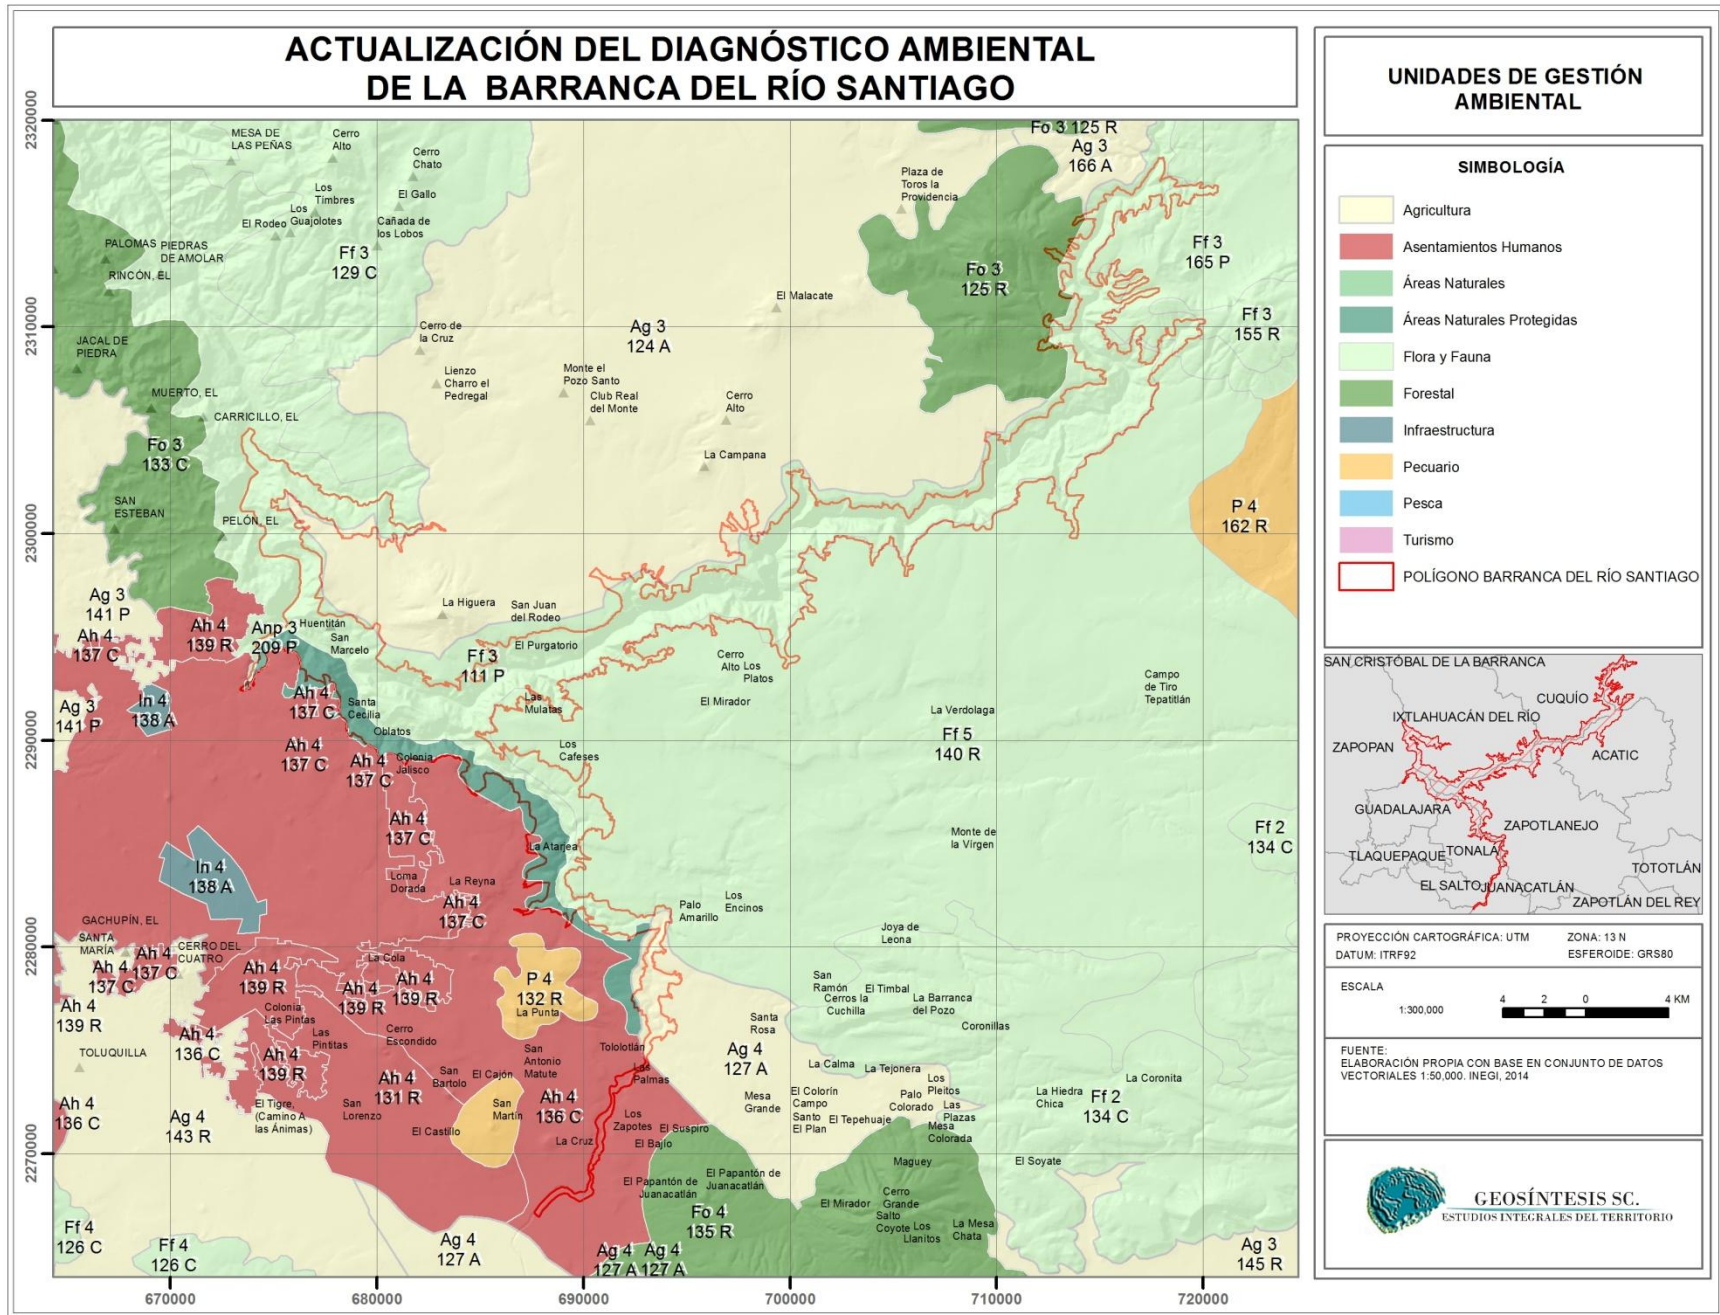 ACTUALIZACIÓN DEL DIAGNÓSTICO AMBIENTAL
DE LA BARRANCA DEL RÍO SANTIAGO
UNIDADES DE GESTIÓN
AMBIENTAL
SIMBOLOGÍA
Agricultura
Asentamientos Humanos
Áreas Naturales
Áreas Naturales Protegidas
Flora y Fauna
Forestal
Infraestructura
Pecuario
Pesca
Turismo
POLÍGONO BARRANCA DEL RÍO SANTIAGO
SAN CRISTÓBAL DE LA BARRANCA
CUQUÍO
IXTLAHUACÁN DEL RÍO
ZAPOPAN
ACATIC
GUADALAJARA
ZAPOTLANEJO
TLAQUEPAQUE
TONALÁ
TOTOTLÁN
EL SALTO
JUANACATLÁN
ZAPOTLÁN DEL REY
PROYECCIÓN CARTOGRÁFICA: UTM
ZONA: 13 N
DATUM: ITRF92
ESFEROIDE: GRS80
ESCALA
1:300,000
4 2 0 4 KM
FUENTE:
ELABORACIÓN PROPIA CON BASE EN CONJUNTO DE DATOS
VECTORIALES 1:50,000. INEGI, 2014
GEOSÍNTESIS SC.
ESTUDIOS INTEGRALES DEL TERRITORIO
2320000
2310000
2300000
2290000
2280000
2270000
670000
680000
690000
700000
710000
720000
MESA DE
LAS PEÑAS
Cerro
Alto
Cerro
Chato
Los
Timbres
El Gallo
Los
Guajolotes
El Rodeo
Cañada de
los Lobos
PALOMAS
PIEDRAS
DE AMOLAR
RINCÓN, EL
Ff 3
129 C
Fo 3 125 R
Ag 3
166 A
Plaza de
Toros la
Providencia
Ff 3
165 P
Fo 3
125 R
Ff 3
155 R
El Malacate
Ag 3
124 A
Cerro de
la Cruz
JACAL DE
PIEDRA
Lienzo
Charro el
Pedregal
Monte el
Pozo Santo
Club Real
del Monte
Cerro
Alto
MUERTO, EL
CARRICILLO, EL
Fo 3
133 C
La Campana
SAN
ESTEBAN
PELÓN, EL
P 4
162 R
Ag 3
141 P
Ah 4
137 C
Ah 4
139 R
Anp 3
209 P
Huentitán
San
Marcelo
La Higuera
San Juan
del Rodeo
El Purgatorio
Ff 3
111 P
Cerro
Alto
Los
Platos
El Mirador
Campo
de Tiro
Tepatitlán
Ag 3
141 P
In 4
138 A
Ah 4
137 C
Santa
Cecilia
Las
Mulatas
La Verdolaga
Ff 5
140 R
Oblatos
Ah 4
137 C
Ah 4
137 C
Colonia
Jalisco
Los
Cafeses
Ah 4
137 C
Monte de
la Vírgen
Ff 2
134 C
La Atarjea
In 4
138 A
Loma
Dorada
La Reyna
Ah 4
137 C
Palo
Amarillo
Los
Encinos
GACHUPÍN, EL
SANTA
MARÍA
Ah 4
137 C
Ah 4
137 C
CERRO DEL
CUATRO
Joya de
Leona
La Cola
Ah 4
139 R
Ah 4
139 R
Ah 4
139 R
P 4
132 R
La Punta
San
Ramón
El Timbal
Cerros la
Cuchilla
La Barranca
del Pozo
Coronillas
Ah 4
139 R
Colonia
Las Pintas
Las
Pintitas
Cerro
Escondido
Santa
Rosa
Ah 4
136 C
TOLUQUILLA
Ah 4
139 R
San
Antonio
Matute
Tololotlán
Las
Palmas
Ag 4
127 A
La Calma
La Tejonera
La Coronita
San
Bartolo
El Cajón
Ah 4
131 R
Los
Pleitos
La Hiedra
Chica
Ah 4
136 C
Ag 4
143 R
El Tigre,
(Camino A
las Ánimas)
San
Lorenzo
San
Martín
Ah 4
136 C
Mesa
Grande
El Colorín
Campo
Santo
El Plan
El Tepehuaje
Palo
Colorado
Las
Plazas
Mesa
Colorada
Ff 2
134 C
El Castillo
La Cruz
Los
Zapotes
El Suspiro
El Bajío
El Papantón de
Juanacatlán
El Papantón de
Juanacatlán
Maguey
El Soyate
El Mirador
Cerro
Grande
Salto
Coyote
Los
Llanitos
La Mesa
Chata
Fo 4
135 R
Ff 4
126 C
Ff 4
126 C
Ag 4
127 A
Ag 4
127 A
Ag 4
127 A
Ag 3
145 R